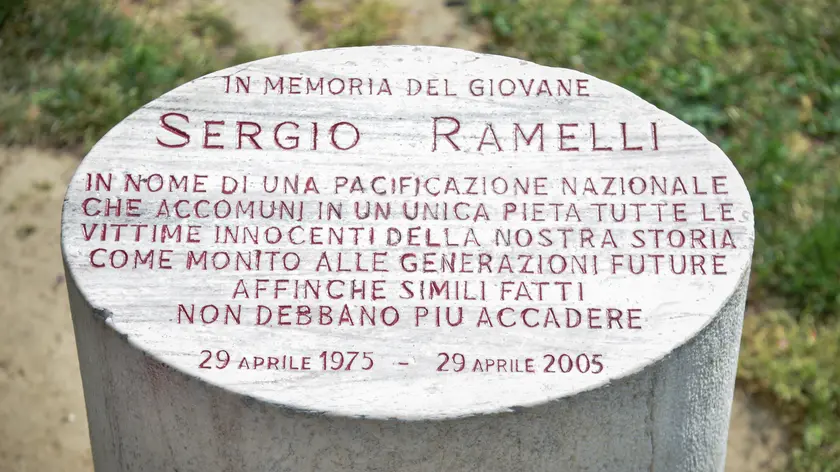 IN MEMORIA DEL GIOVANE
SERGIO RAMELLI
IN NOME DI UNA PACIFICAZIONE NAZIONALE
CHE ACCOMUNI IN UN UNICA PIETA TUTTE LE
VITTIME INNOCENTI DELLA NOSTRA STORIA
COME MONITO ALLE GENERAZIONI FUTURE
AFFINCHE SIMILI FATTI
NON DEBBANO PIU ACCADERE
29 APRILE 1975 - 29 APRILE 2005